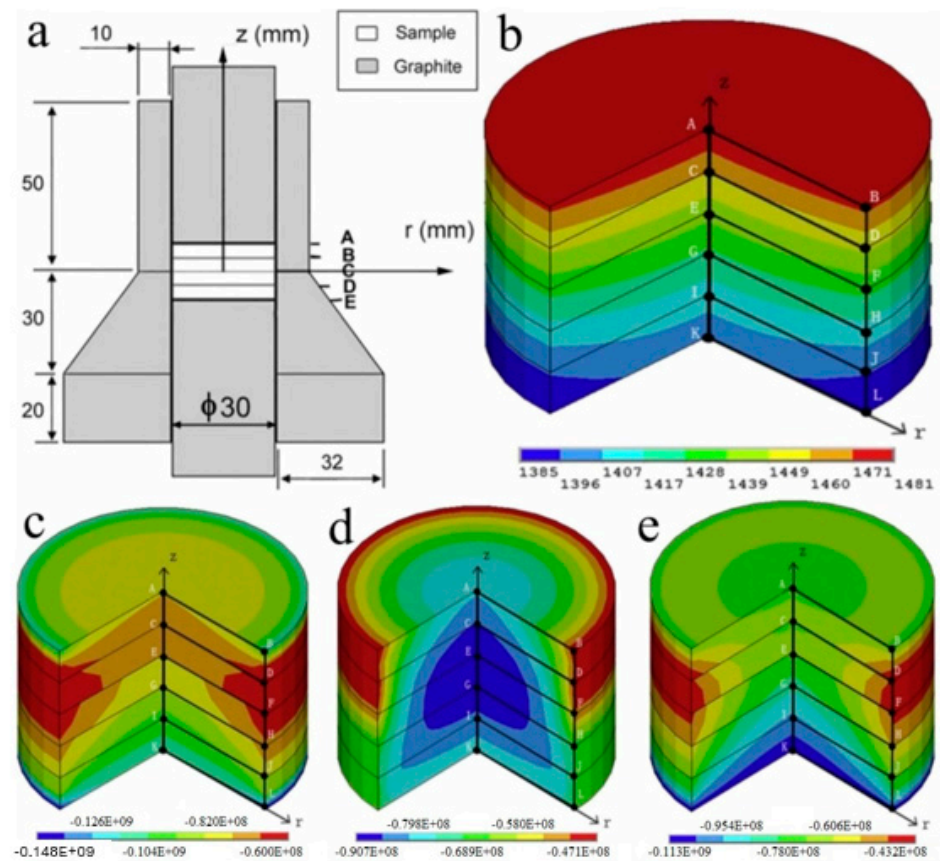 a
10
z (mm)
Sample
Graphite
50
A
B
C
D
E
r (mm)
30
20
ϕ30
32
b
z
A
B
C
D
E
F
G
H
I
J
K
L
r
1385 1407 1428 1449 1471
1396 1417 1439 1460 1481
c
z
A
B
C
D
E
F
G
H
I
J
L
r
-0.126E+09 -0.820E+08
-0.148E+09 -0.104E+09 -0.600E+08
d
z
A
B
C
D
E
F
G
H
I
J
L
r
-0.798E+08 -0.580E+08
-0.907E+08 -0.689E+08 -0.471E+08
e
z
A
B
C
D
E
F
G
H
J
K
L
r
-0.954E+08 -0.606E+08
-0.113E+09 -0.780E+08 -0.432E+08